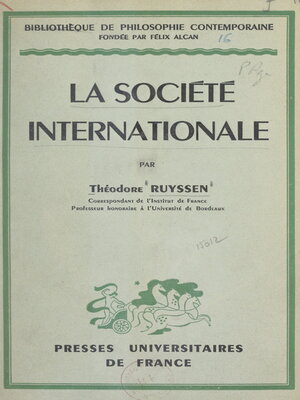 BIBLIOTHÈQUE DE PHILOSOPHIE CONTEMPORAINE
FONDÉE PAR FÉLIX ALCAN
16
LA SOCIÉTÉ
INTERNATIONALE
PAR
Théodore RUYSSEN
Correspondant de l'Institut de France
Professeur honoraire à l'Université de Bordeaux
PRESSES UNIVERSITAIRES
DE FRANCE